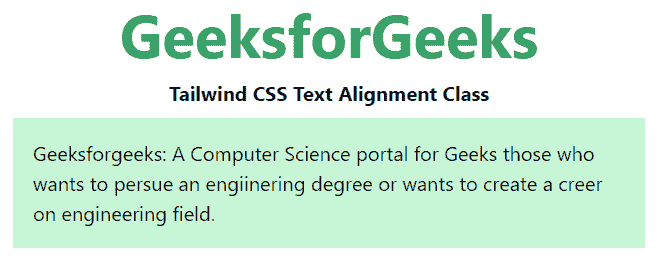 GeeksforGeeks
Tailwind CSS Text Alignment Class
Geeksforgeeks: A Computer Science portal for Geeks those who
wants to persue an engiinering degree or wants to create a creer
on engineering field.